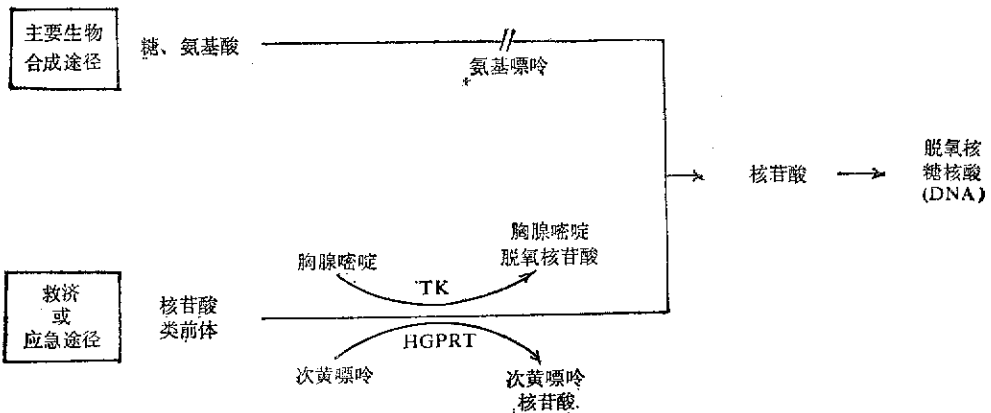 主要生物
合成途径
糖、氨基酸
氨基嘌呤
核苷酸
脱氧核
糖核酸
(DNA)
胸腺嘧啶
胸腺嘧啶
脱氧核苷酸
TK
救济
或
应急途径
核苷酸
类前体
HGPRT
次黄嘌呤
次黄嘌呤
核苷酸